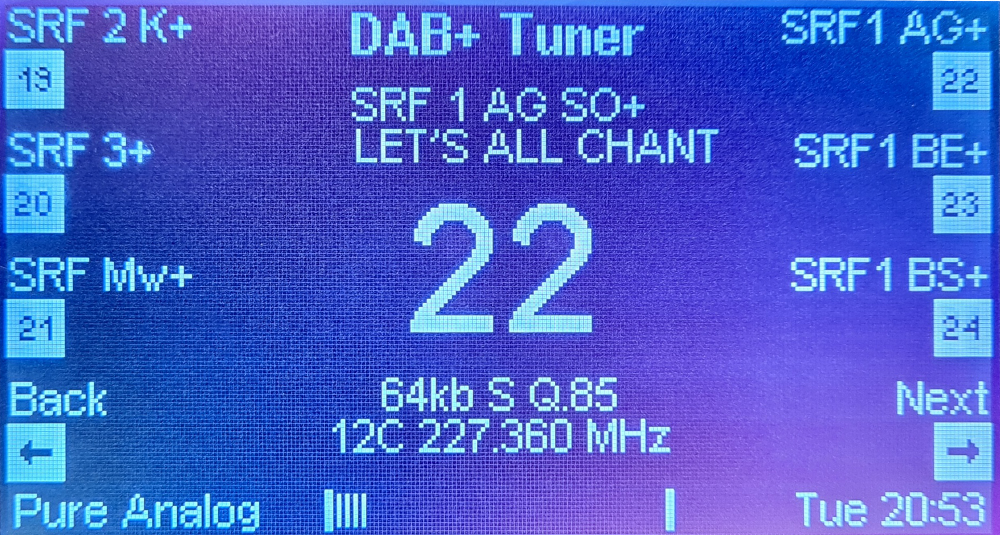 SRF 2 K+
19
SRF 3+
20
SRF Mw+
21
Back
←
DAB+ Tuner
SRF 1 AG SO+
LET'S ALL CHANT
22
64kb S Q.85
12C 227.360 MHz
SRF1 AG+
22
SRF1 BE+
23
SRF1 BS+
24
Next
→
Pure Analog
Tue 20:53